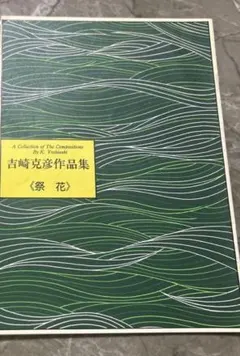 A Collection of The Compositions
By K. Yoshizaki
吉崎克彦作品集
《祭 花》